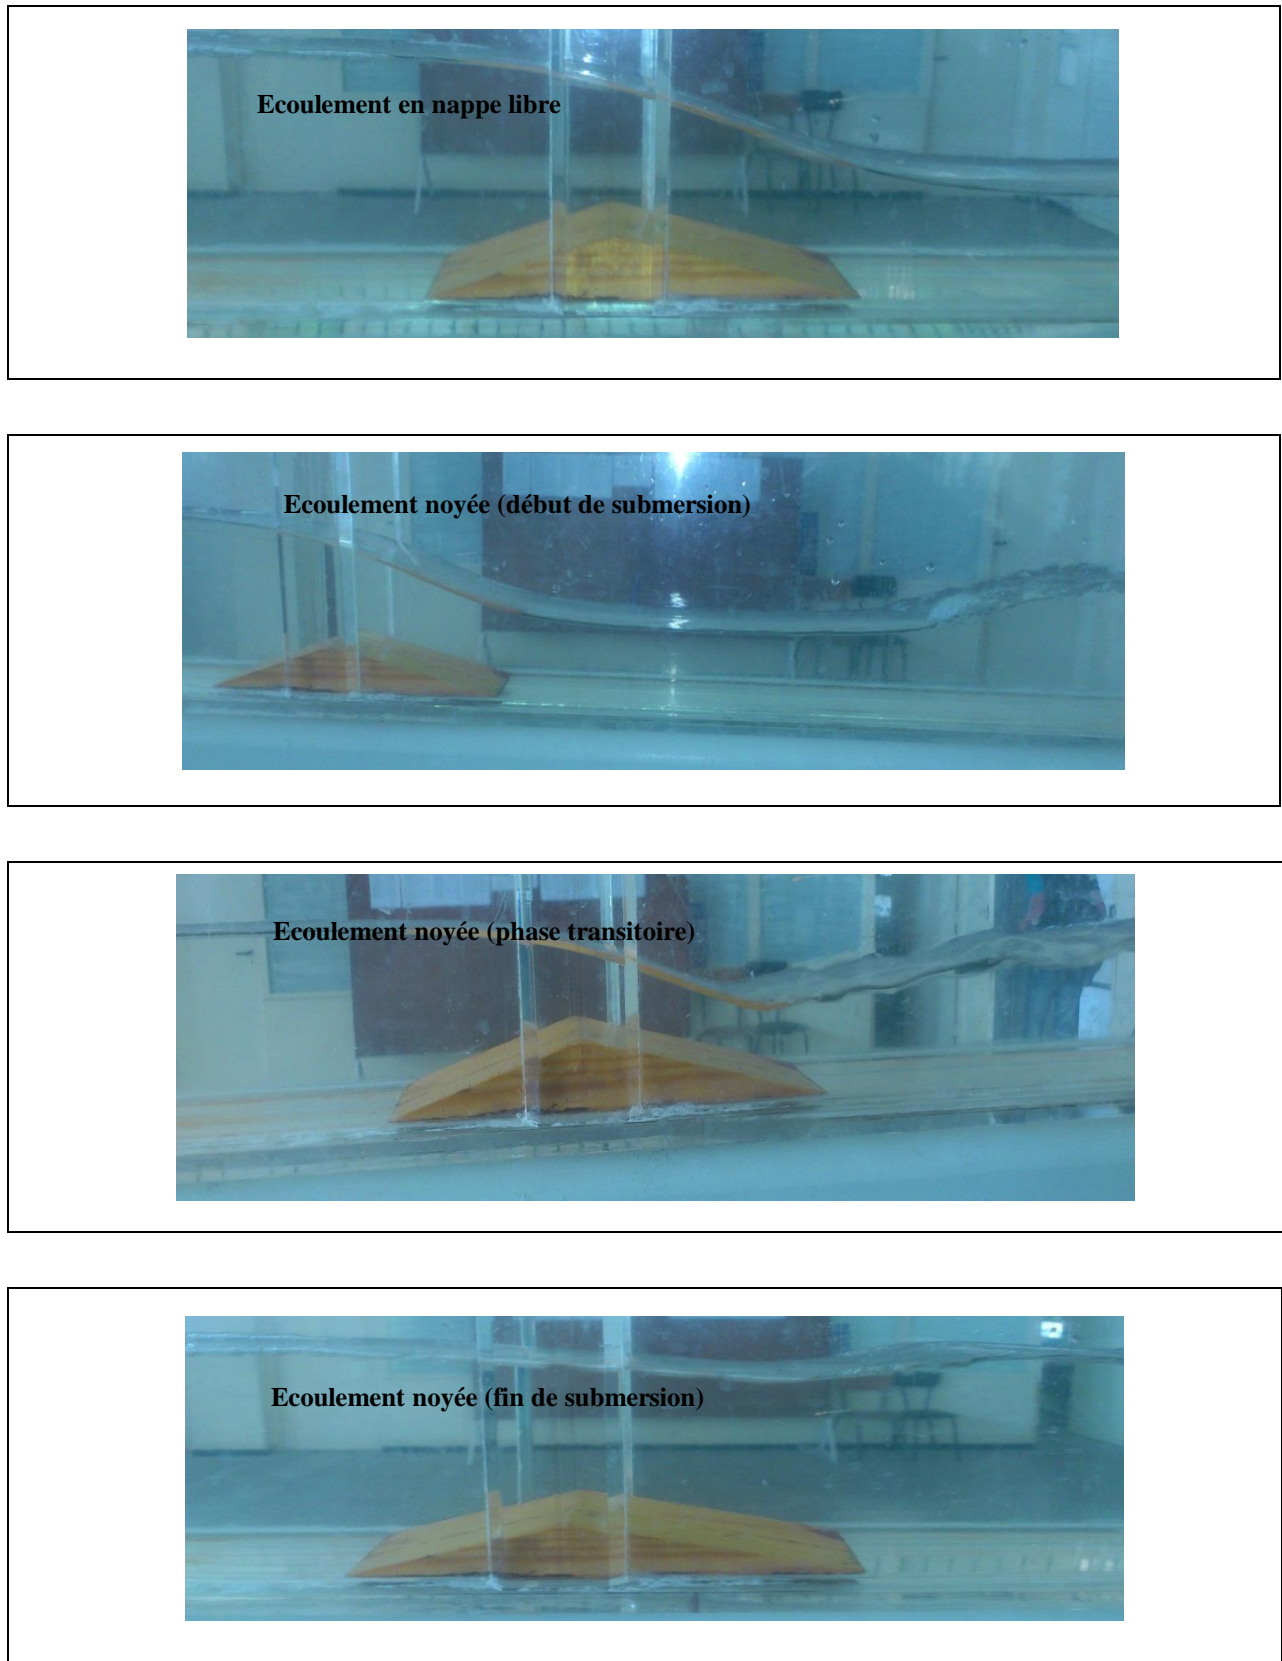 Ecoulement en nappe libre
Ecoulement noyée (début de submersion)
Ecoulement noyée (phase transitoire)
Ecoulement noyée (fin de submersion)